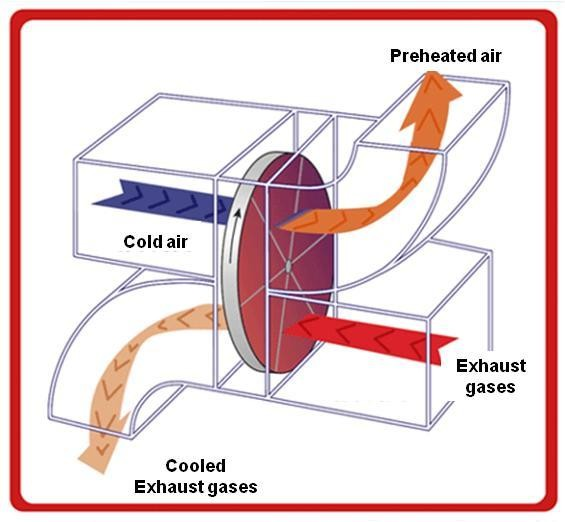 Preheated air
Cold air
Exhaust
gases
Cooled
Exhaust gases